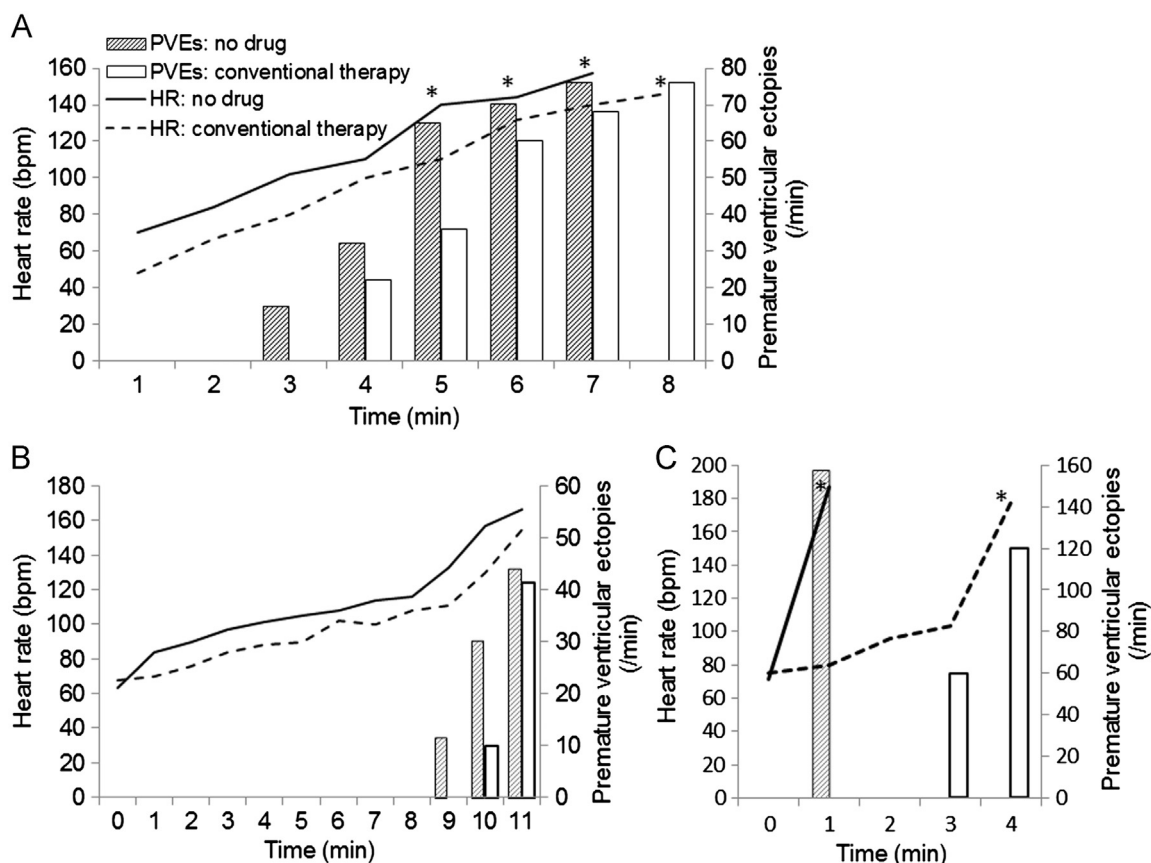 A
PVEs: no drug
PVEs: conventional therapy
HR: no drug
HR: conventional therapy
160
140
120
100
80
60
40
20
0
Heart rate (bpm)
80
70
60
50
40
30
20
10
0
Premature ventricular ectopies
(/min)
* * * *
1 2 3 4 5 6 7 8
Time (min)
B
180
160
140
120
100
80
60
40
20
0
Heart rate (bpm)
60
50
40
30
20
10
0
Premature ventricular ectopies
(/min)
0 1 2 3 4 5 6 7 8 9 10 11
Time (min)
C
200
180
160
140
120
100
80
60
40
20
0
Heart rate (bpm)
160
140
120
100
80
60
40
20
0
Premature ventricular ectopies
(/min)
* *
0 1 2 3 4
Time (min)